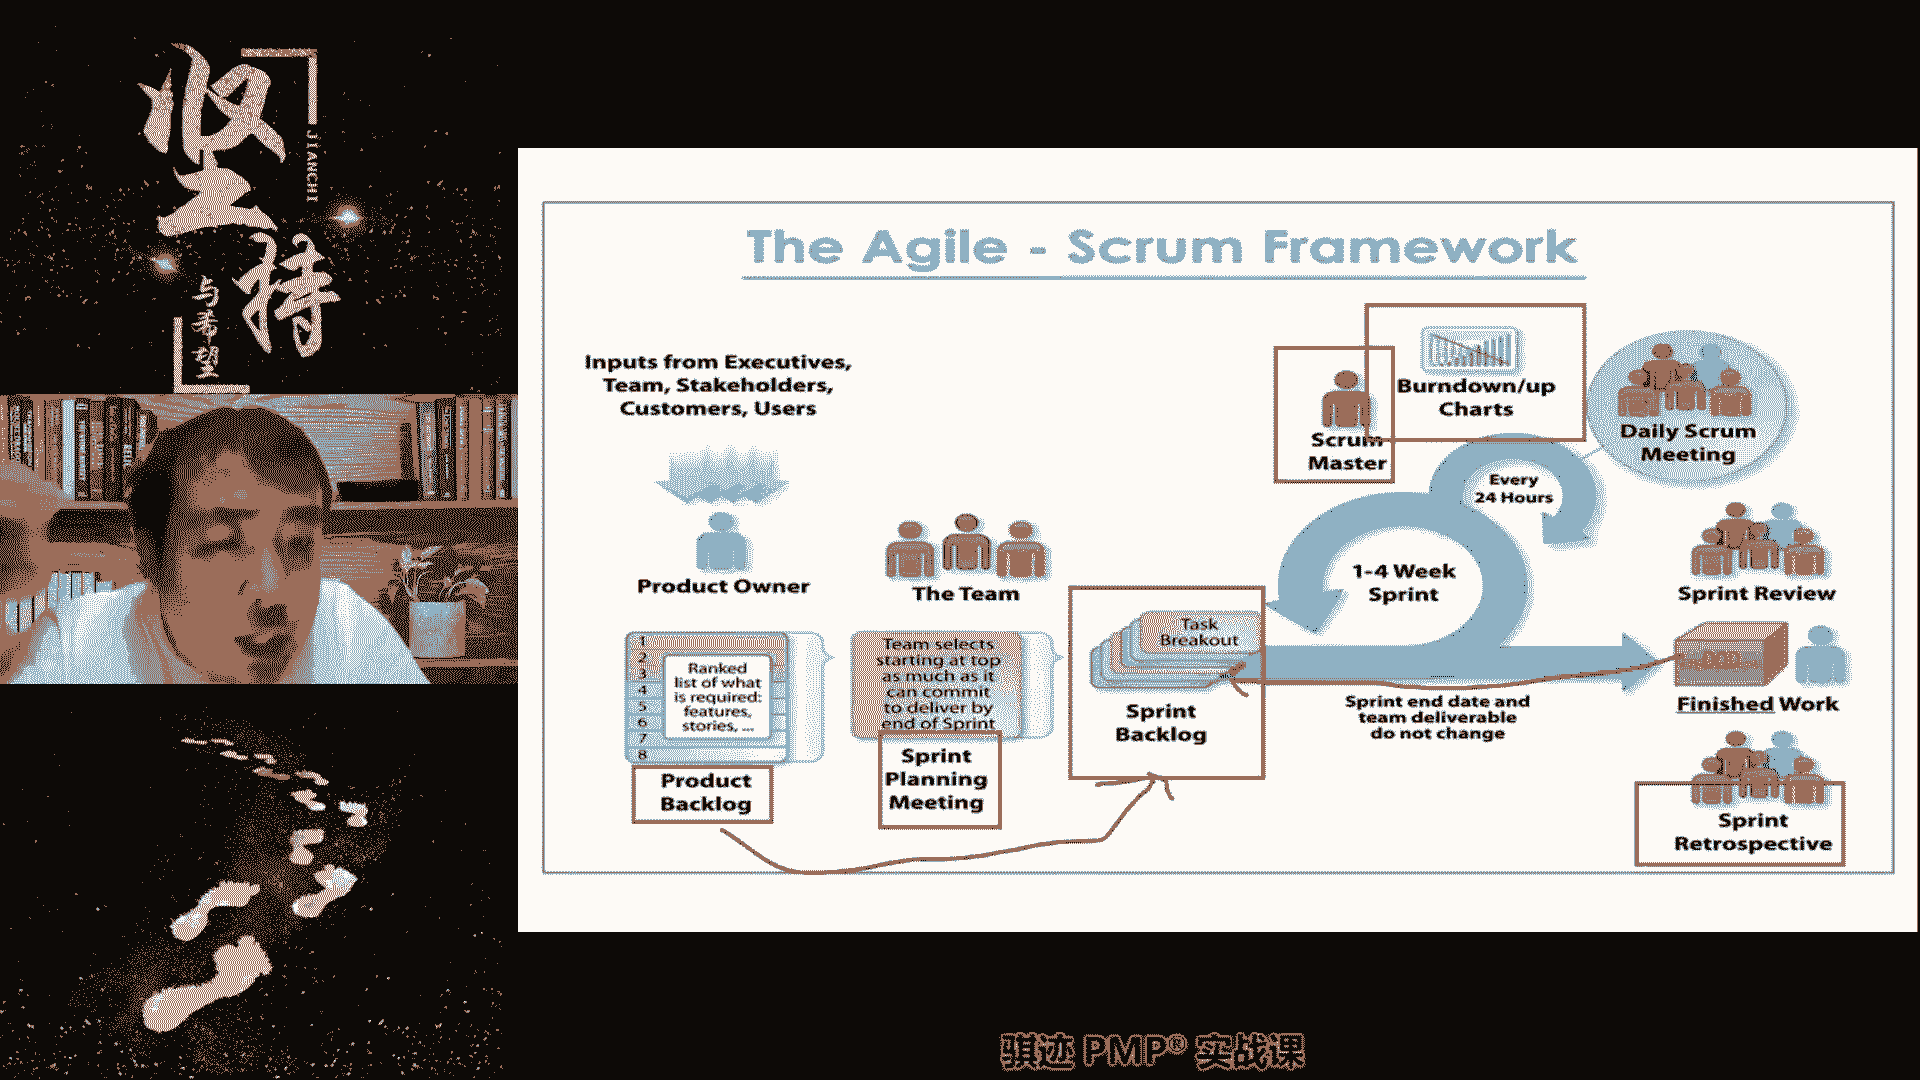 坚持
JIANCHI
与希望
The Agile - Scrum Framework
Inputs from Executives,
Team, Stakeholders,
Customers, Users
Product Owner
The Team
1
2
3
4
5
6
7
8
Ranked
list of what
is required:
features,
stories, ...
Product
Backlog
Team selects
starting at top
as much as it
can commit
to deliver by
end of Sprint
Sprint
Planning
Meeting
Task
Breakout
Sprint
Backlog
Scrum
Master
Burndown/up
Charts
Daily Scrum
Meeting
Every
24 Hours
1-4 Week
Sprint
Sprint end date and
team deliverable
do not change
Sprint Review
Finished Work
Sprint
Retrospective
骐迹 PMP® 实战课